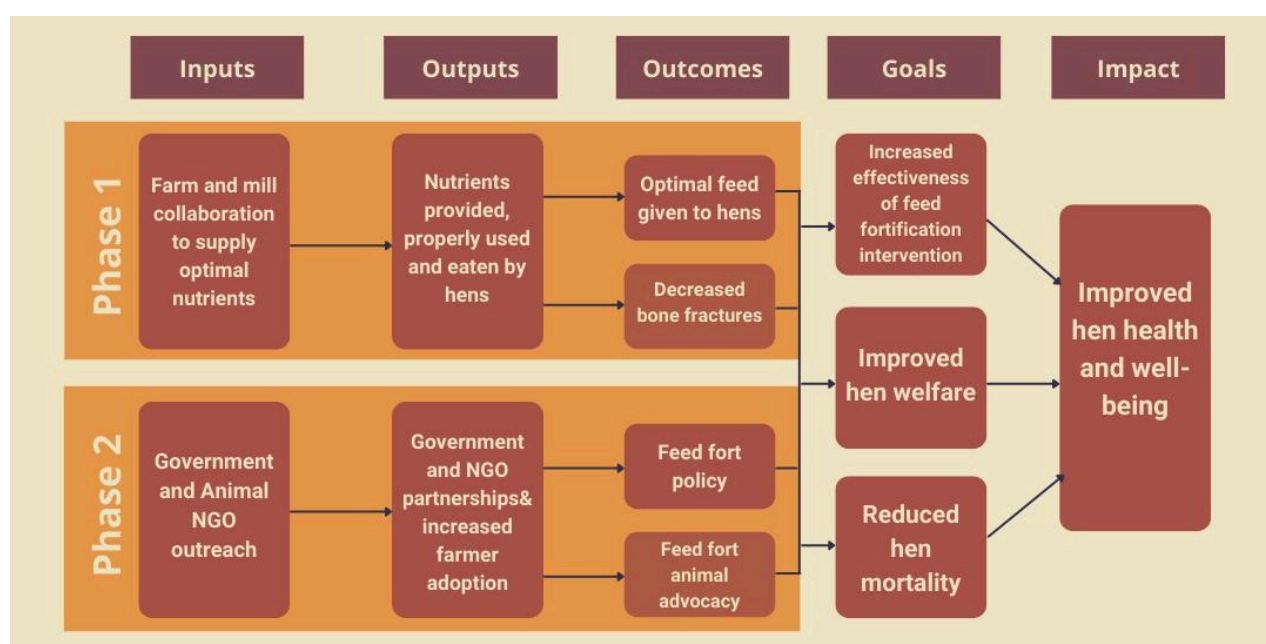 Inputs
Outputs
Outcomes
Goals
Impact
Phase 1
Farm and mill
collaboration
to supply
optimal
nutrients
Nutrients
provided,
properly used
and eaten by
hens
Optimal feed
given to hens
Decreased
bone fractures
Phase 2
Government
and Animal
NGO
outreach
Government
and NGO
partnerships&
increased
farmer
adoption
Feed fort
policy
Feed fort
animal
advocacy
Increased
effectiveness
of feed
fortification
intervention
Improved
hen welfare
Reduced
hen
mortality
Improved
hen health
and well-
being